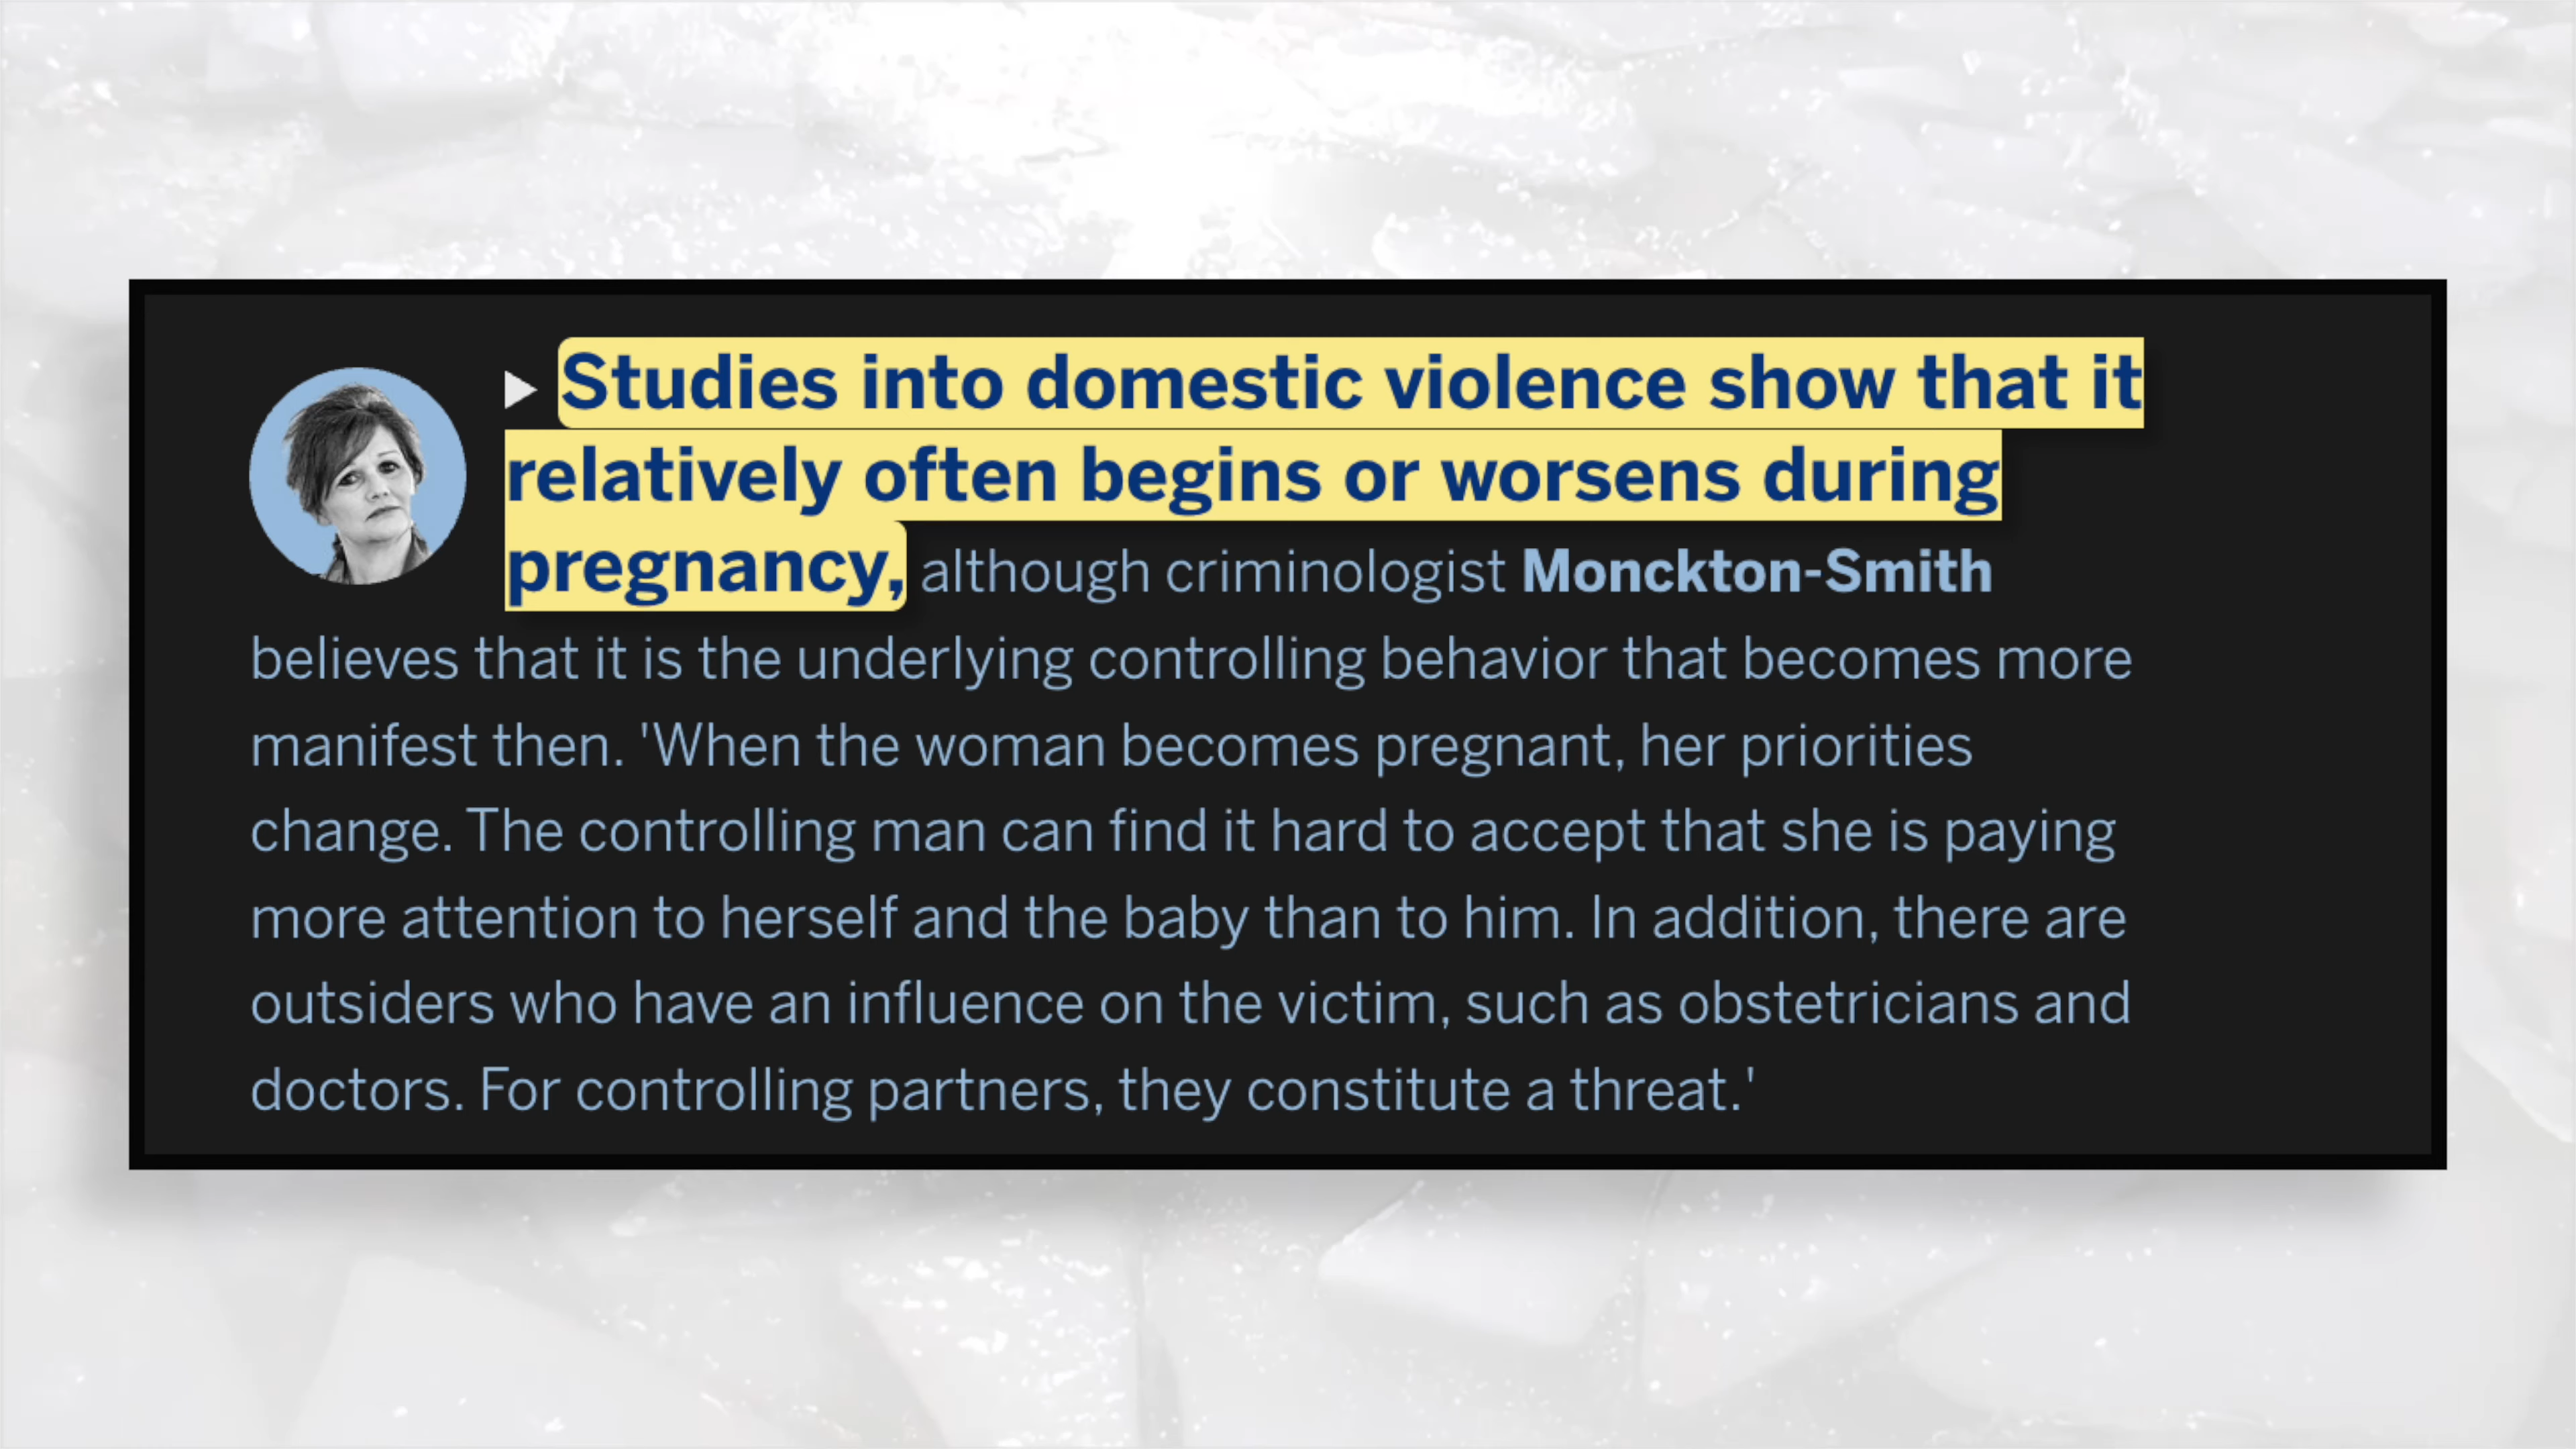 ▶ Studies into domestic violence show that it
relatively often begins or worsens during
pregnancy, although criminologist Monckton-Smith
believes that it is the underlying controlling behavior that becomes more
manifest then. 'When the woman becomes pregnant, her priorities
change. The controlling man can find it hard to accept that she is paying
more attention to herself and the baby than to him. In addition, there are
outsiders who have an influence on the victim, such as obstetricians and
doctors. For controlling partners, they constitute a threat.'